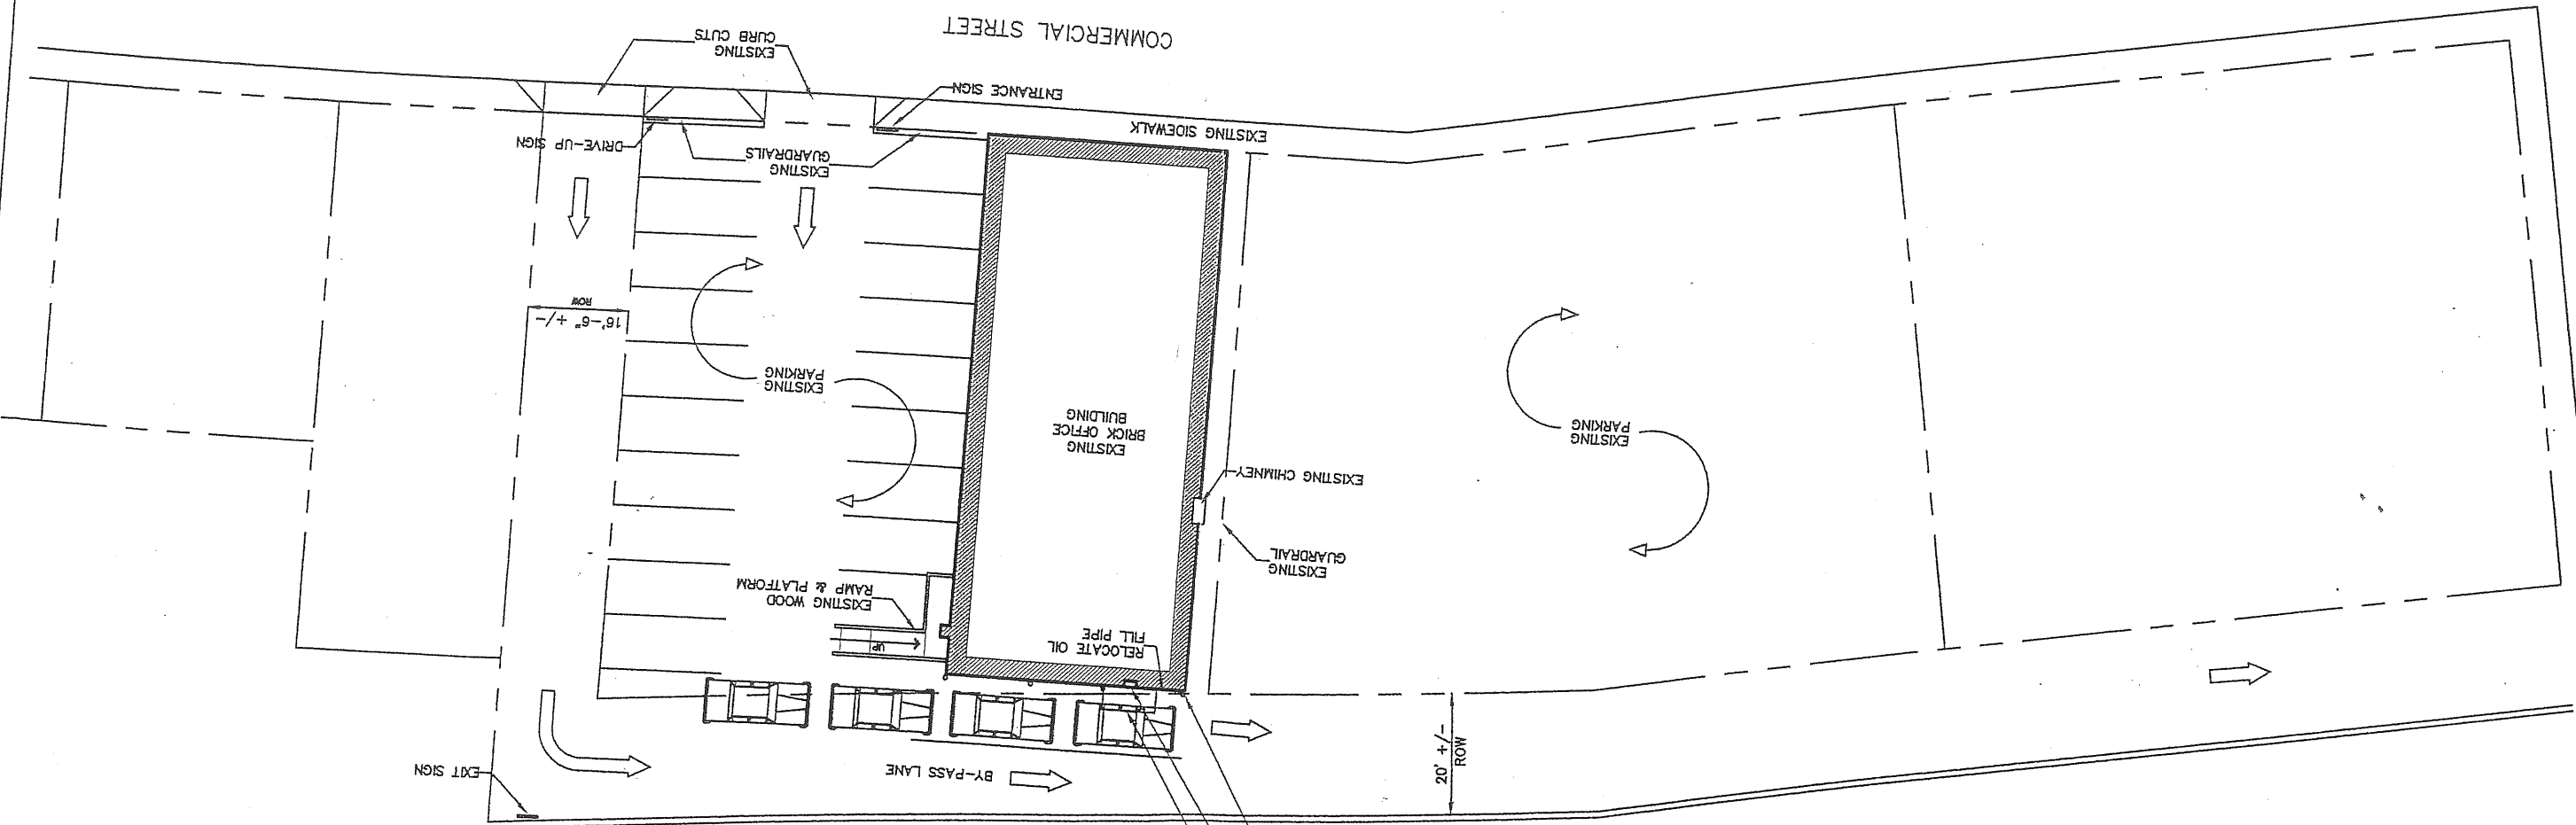 COMMERCIAL STREET
EXISTING
CURB CUTS
ENTRANCE SIGN
EXISTING SIDEWALK
DRIVE-UP SIGN
EXISTING
GUARDRAILS
16'-6" +/-
ROW
EXISTING
PARKING
EXISTING
BRICK OFFICE
BUILDING
EXISTING
PARKING
EXISTING CHIMNEY
EXISTING
GUARDRAIL
EXISTING WOOD
RAMP & PLATFORM
UP
RELOCATE OIL
FILL PIPE
BY-PASS LANE
EXIT SIGN
20' +/-
ROW